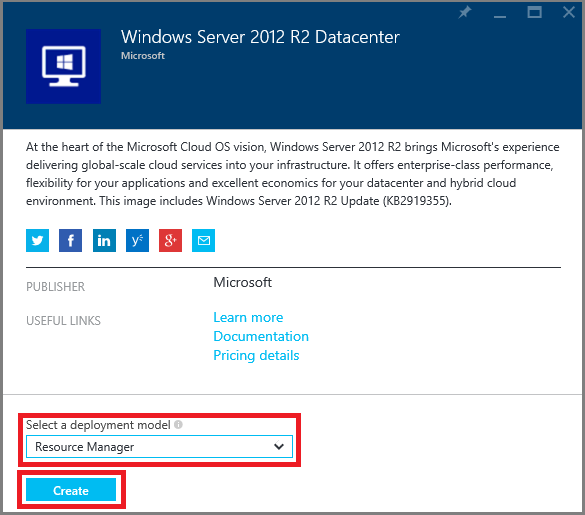 Windows Server 2012 R2 Datacenter
Microsoft
At the heart of the Microsoft Cloud OS vision, Windows Server 2012 R2 brings Microsoft's experience
delivering global-scale cloud services into your infrastructure. It offers enterprise-class performance,
flexibility for your applications and excellent economics for your datacenter and hybrid cloud
environment. This image includes Windows Server 2012 R2 Update (KB2919355).
f in y g+
PUBLISHER Microsoft
USEFUL LINKS Learn more
Documentation
Pricing details
Select a deployment model
Resource Manager
Create